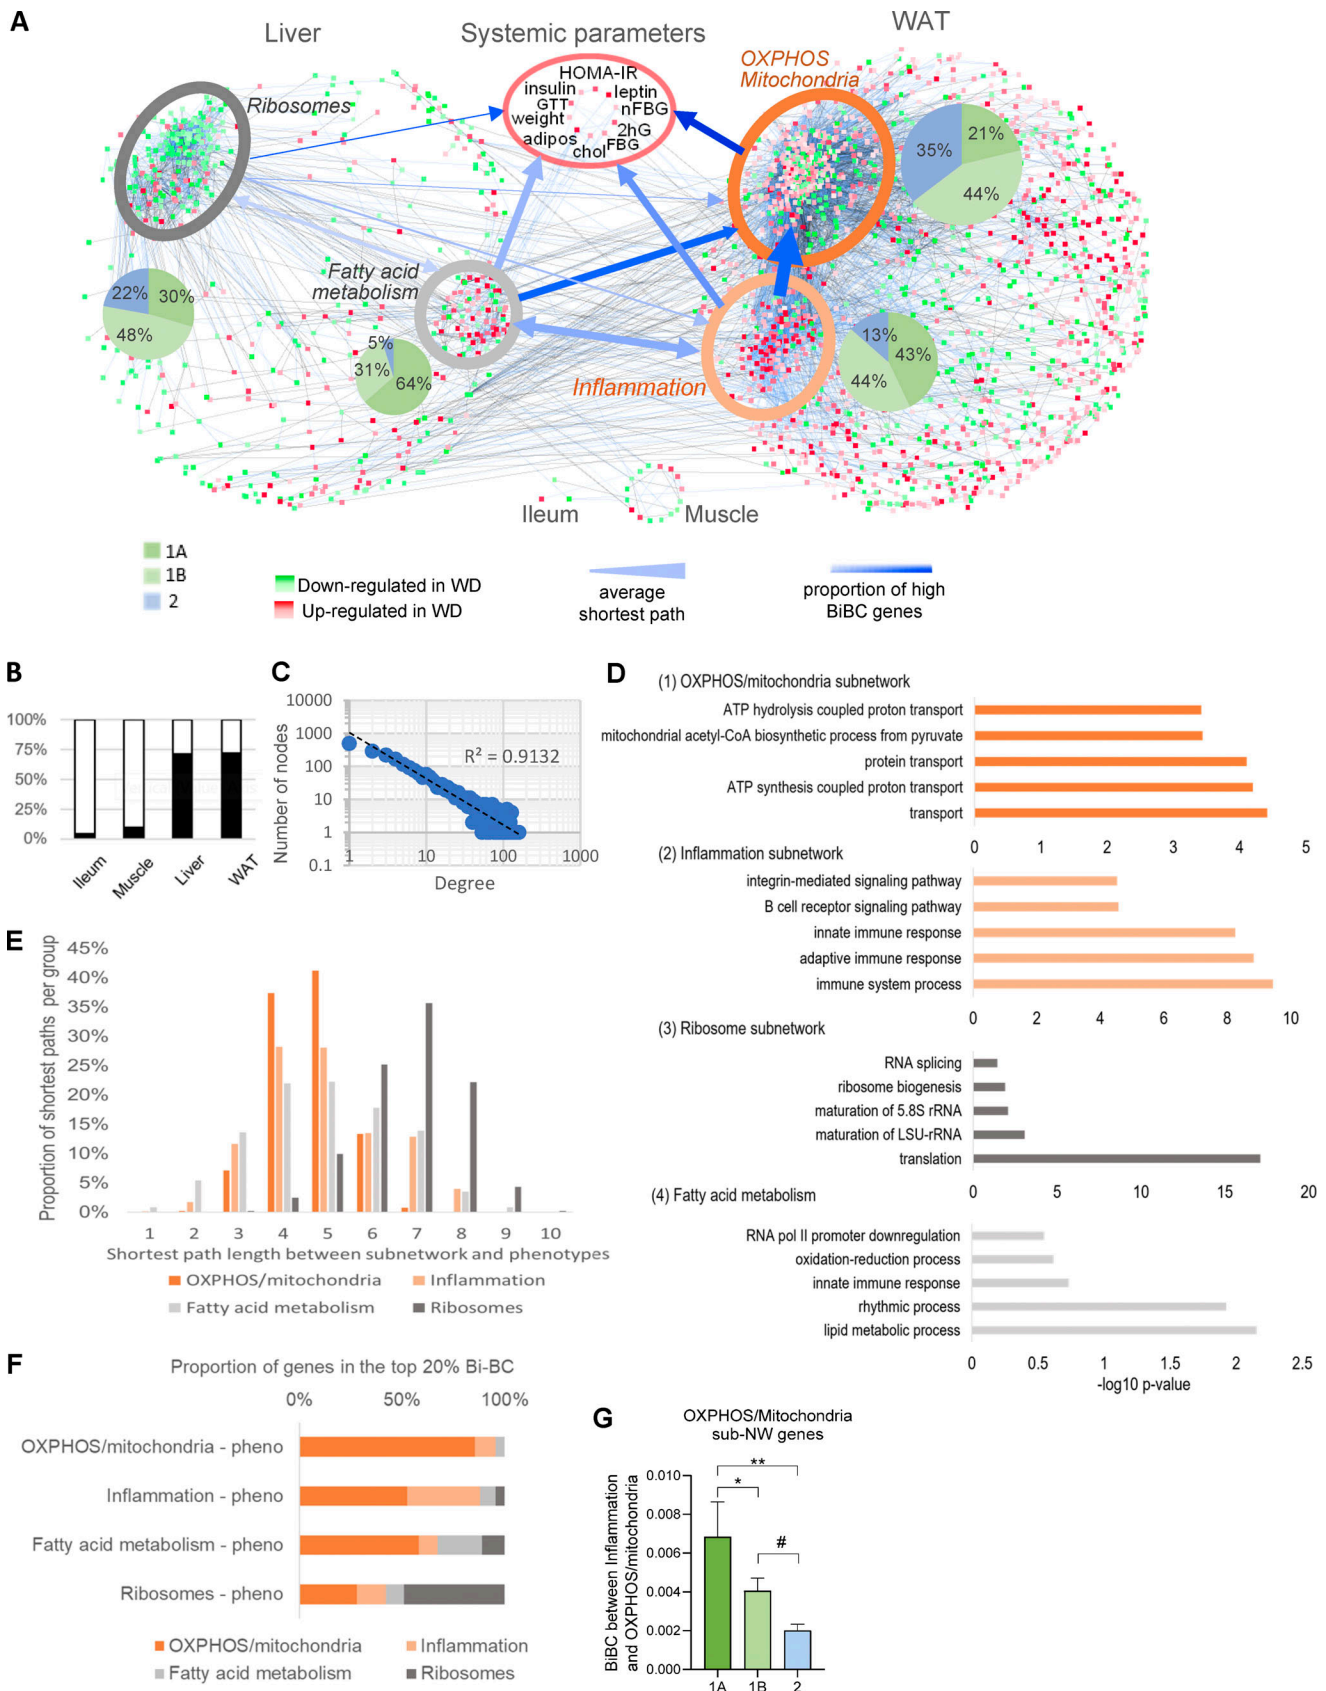 A
Liver
Systemic parameters
WAT
OXPHOS
Mitochondria
Ribosomes
HOMA-IR
insulin
leptin
GTT
nFBG
weight
2hG
adipos
FBG
chol
21%
35%
44%
Fatty acid
metabolism
22%
30%
48%
5%
31%
64%
13%
43%
44%
Inflammation
Ileum
Muscle
1A
1B
2
Down-regulated in WD
Up-regulated in WD
average
shortest path
proportion of high
BiBC genes
B
100%
75%
50%
25%
0%
Ileum
Muscle
Liver
WAT
C
Number of nodes
10000
1000
100
10
1
0.1
R² = 0.9132
1
10
100
1000
Degree
D
(1) OXPHOS/mitochondria subnetwork
ATP hydrolysis coupled proton transport
mitochondrial acetyl-CoA biosynthetic process from pyruvate
protein transport
ATP synthesis coupled proton transport
transport
0 1 2 3 4 5
(2) Inflammation subnetwork
integrin-mediated signaling pathway
B cell receptor signaling pathway
innate immune response
adaptive immune response
immune system process
0 2 4 6 8 10
(3) Ribosome subnetwork
RNA splicing
ribosome biogenesis
maturation of 5.8S rRNA
maturation of LSU-rRNA
translation
0 5 10 15 20
(4) Fatty acid metabolism
RNA pol II promoter downregulation
oxidation-reduction process
innate immune response
rhythmic process
lipid metabolic process
0 0.5 1 1.5 2 2.5
-log10 p-value
E
Proportion of shortest paths per group
45%
40%
35%
30%
25%
20%
15%
10%
5%
0%
1 2 3 4 5 6 7 8 9 10
Shortest path length between subnetwork and phenotypes
OXPHOS/mitochondria
Inflammation
Fatty acid metabolism
Ribosomes
F
Proportion of genes in the top 20% Bi-BC
0% 50% 100%
OXPHOS/mitochondria - pheno
Inflammation - pheno
Fatty acid metabolism - pheno
Ribosomes - pheno
OXPHOS/mitochondria
Inflammation
Fatty acid metabolism
Ribosomes
G
OXPHOS/Mitochondria
sub-NW genes
BiBC between Inflammation
and OXPHOS/mitochondria
0.010
0.008
0.006
0.004
0.002
0.000
**
*
#
1A 1B 2